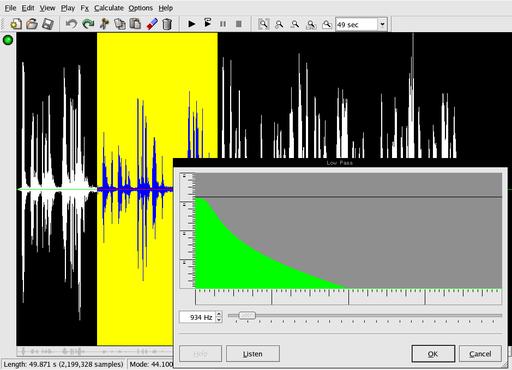 File Edit View Play Fx Calculate Options Help
49 sec
Low Pass
934 Hz
Help Listen OK Cancel
Length: 49.871 s (2,199,328 samples) Mode: 44.100